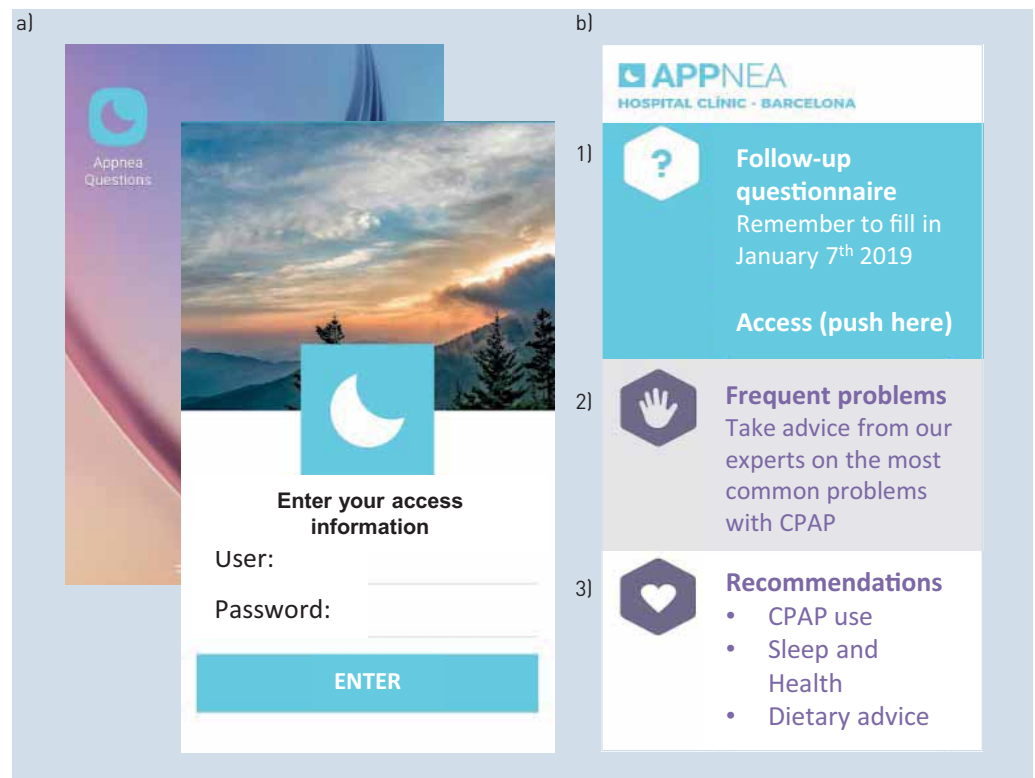 a)
Appnea
Questions
Enter your access
information
User:
Password:
ENTER
b)
APPNEA
HOSPITAL CLÍNIC - BARCELONA
1)
?
Follow-up
questionnaire
Remember to fill in
January 7th 2019
Access (push here)
2)
Frequent problems
Take advice from our
experts on the most
common problems
with CPAP
3)
Recommendations
• CPAP use
• Sleep and
Health
• Dietary advice